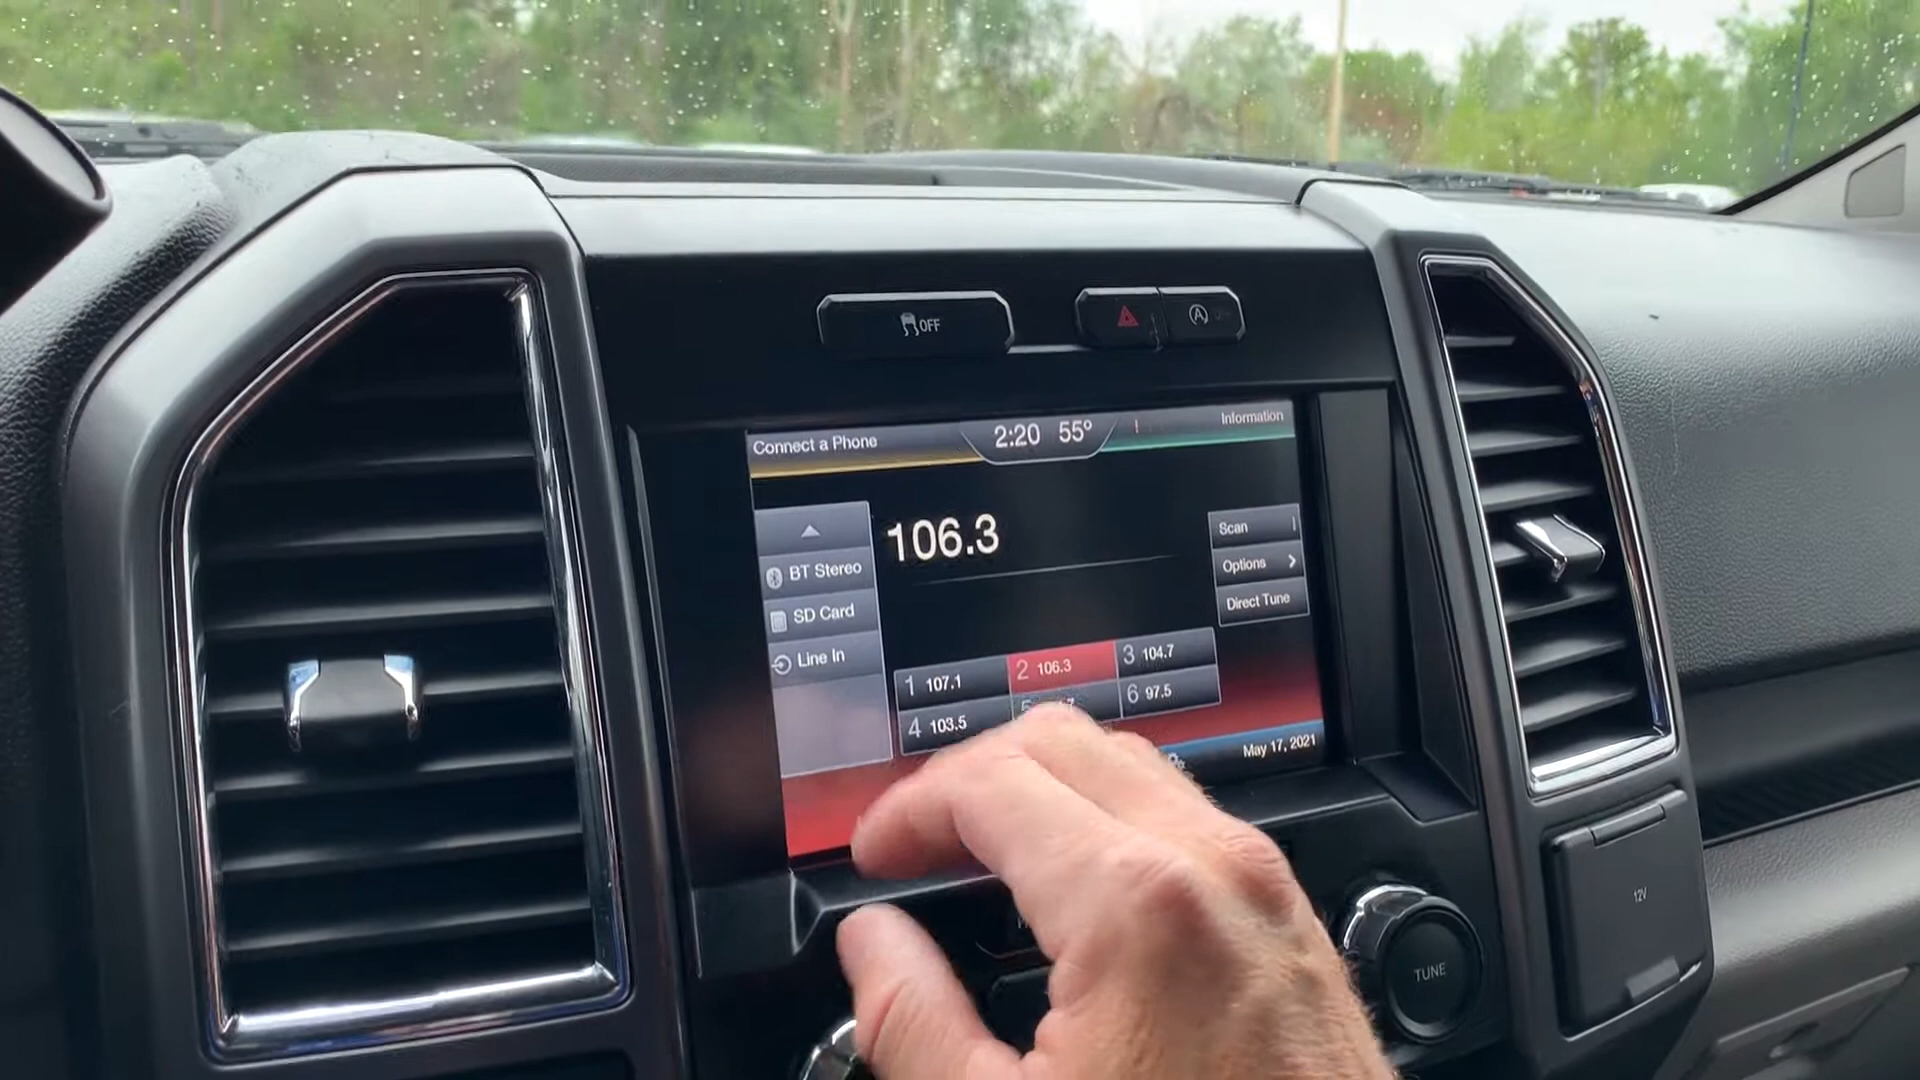 OFF
Connect a Phone
2:20 55°
Information
106.3
BT Stereo
SD Card
Line In
Scan
Options
Direct Tune
1 107.1
2 106.3
3 104.7
4 103.5
5
6 97.5
May 17, 2021
12V
TUNE